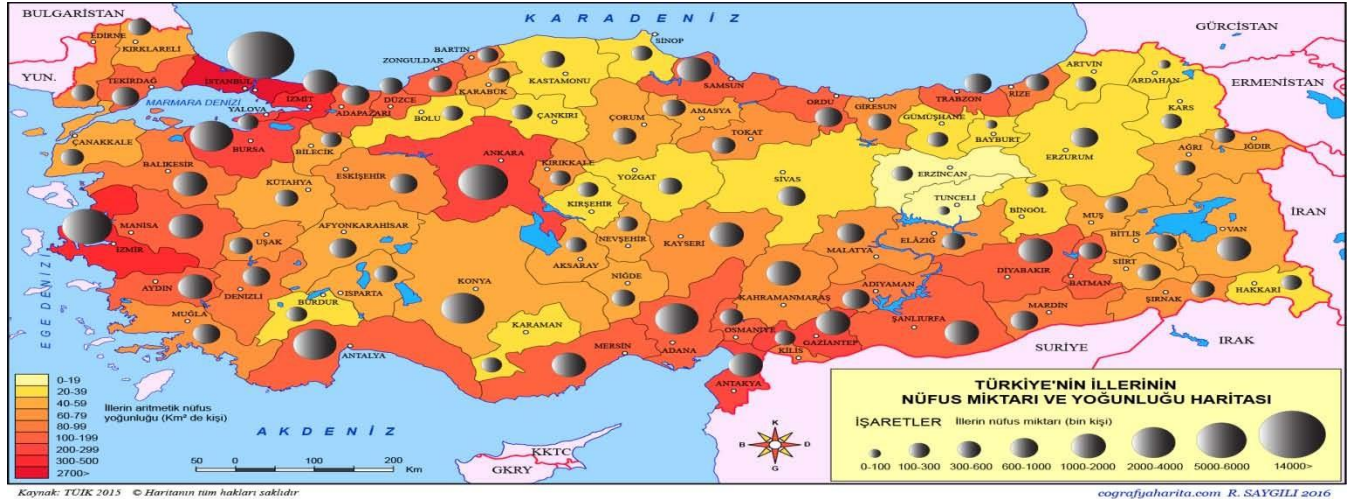 BULGARİSTAN
KARADENİZ
GÜRCİSTAN
EDİRNE
KIRKLARELİ
YUN.
TEKİRDAĞ
İSTANBUL
MARMARA DENİZİ
YALOVA
İZMİT
ADAPAZARI
DÜZCE
ZONGULDAK
BARTIN
KARABÜK
KASTAMONU
SİNOP
SAMSUN
ORDU
GİRESUN
TRABZON
RİZE
ARTVİN
ARDAHAN
ERMENİSTAN
KARS
ÇANAKKALE
BALIKESİR
BURSA
BİLECİK
BOLU
ÇANKIRI
ÇORUM
AMASYA
TOKAT
GÜMÜŞHANE
BAYBURT
ERZURUM
AĞRI
IĞDIR
KÜTAHYA
ESKİŞEHİR
ANKARA
KIRIKKALE
YOZGAT
SİVAS
ERZİNCAN
TUNCELİ
BİNGÖL
MUŞ
İRAN
MANİSA
İZMİR
UŞAK
AFYONKARAHİSAR
KIRŞEHİR
NEVŞEHİR
KAYSERİ
MALATYA
ELÂZIĞ
BİTLİS
VAN
EGE DENİZİ
AYDIN
DENİZLİ
ISPARTA
KONYA
AKSARAY
NİĞDE
KAHRAMANMARAŞ
ADIYAMAN
DİYABAKIR
BATMAN
SİİRT
ŞIRNAK
HAKKARİ
MUĞLA
BURDUR
ANTALYA
KARAMAN
MERSİN
ADANA
OSMANİYE
KİLİS
GAZİANTEP
ŞANLIURFA
MARDİN
ANTAKYA
SURİYE
IRAK
AKDENİZ
KKTC
GKRY
0-19
20-39
40-59
60-79
80-99
100-199
200-299
300-500
2700>
İllerin aritmetik nüfus
yoğunluğu (Km² de kişi)
50 0 100 200
Km
K
B D
G
TÜRKİYE'NİN İLLERİNİN
NÜFUS MİKTARI VE YOĞUNLUĞU HARİTASI
İŞARETLER İllerin nüfus miktarı (bin kişi)
0-100 100-300 300-600 600-1000 1000-2000 2000-4000 5000-6000 14000>
Kaynak: TÜİK 2015 © Haritanın tüm hakları saklıdır
cografyaharita.com R. SAYGILI 2016